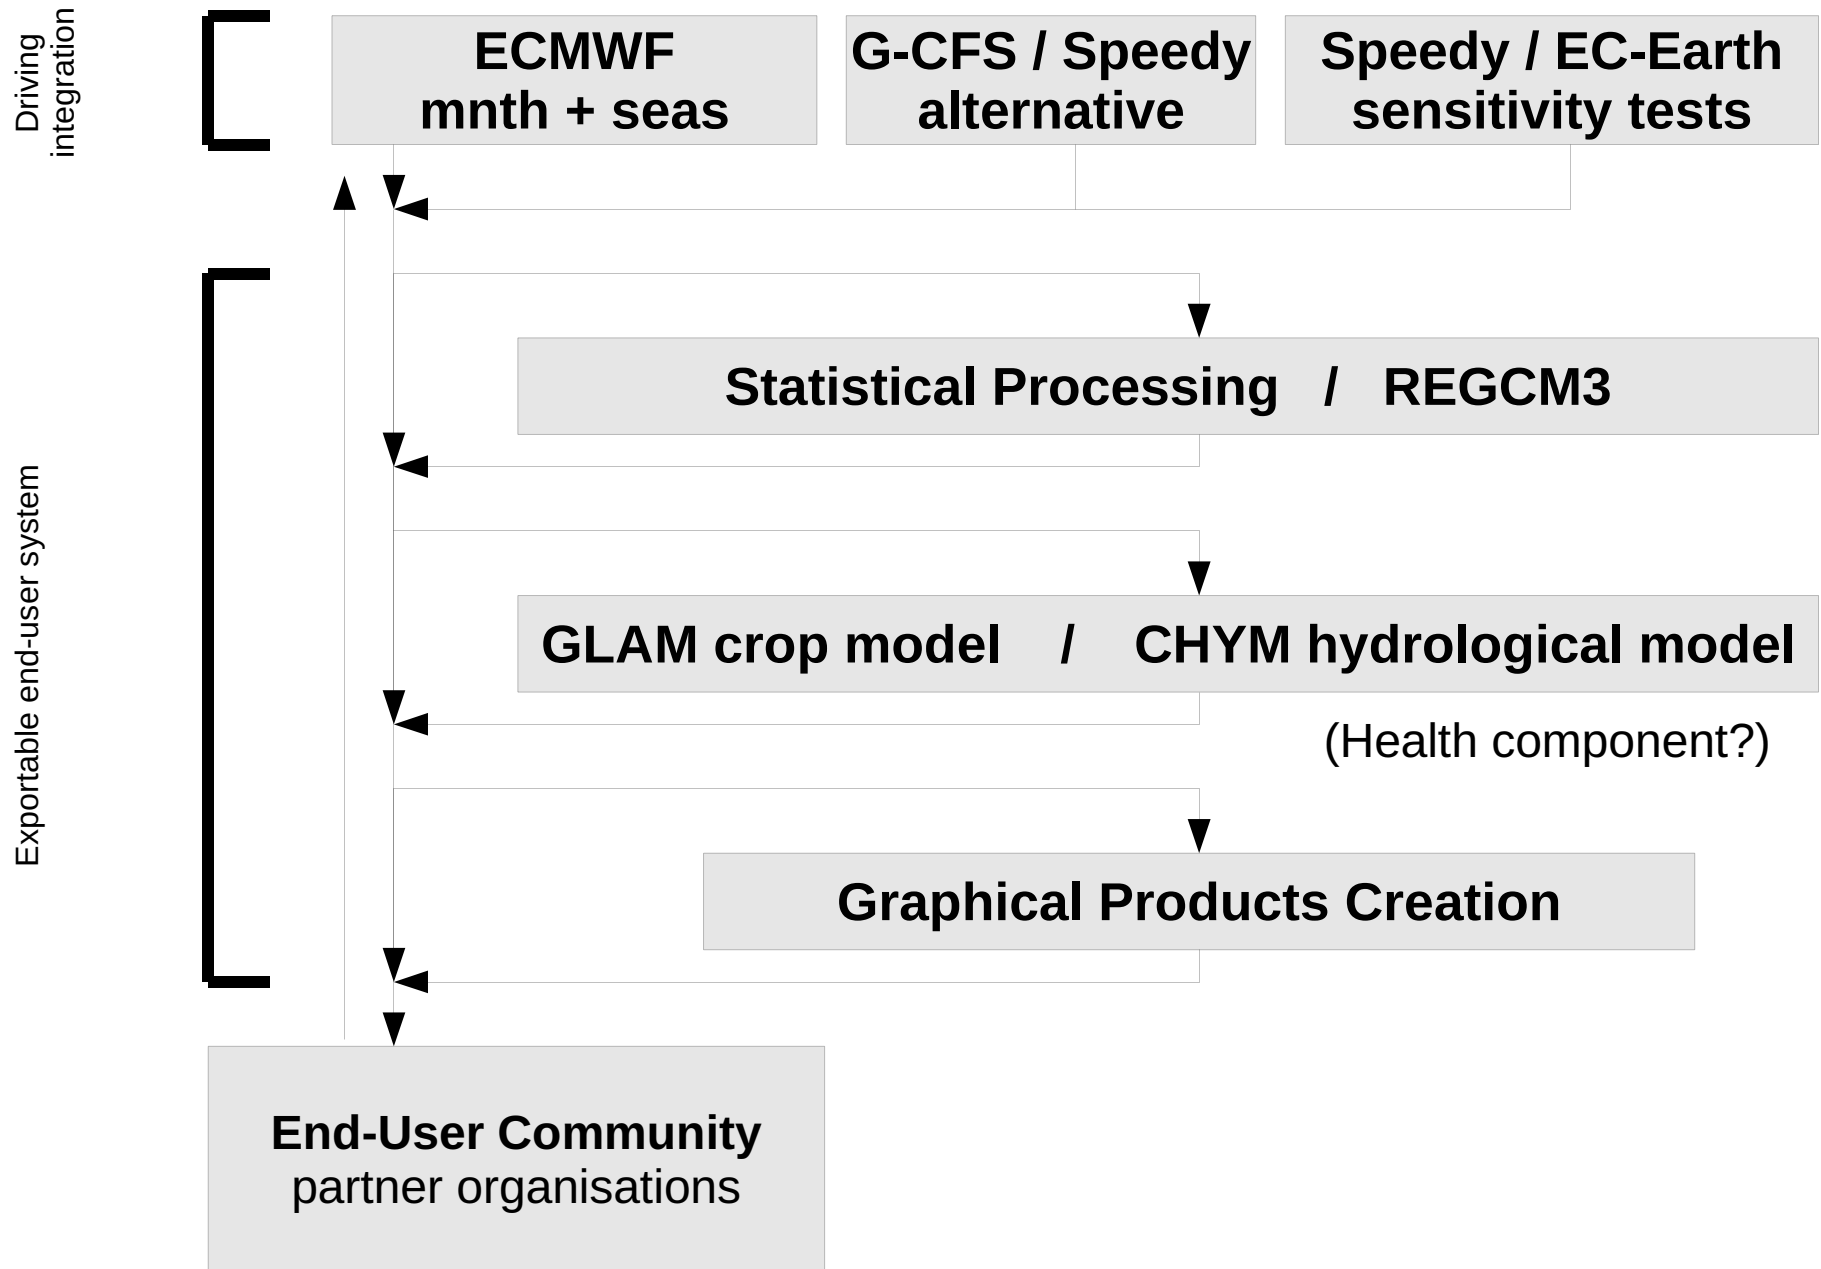 Driving
integration
ECMWF
mnth + seas
G-CFS / Speedy
alternative
Speedy / EC-Earth
sensitivity tests
Exportable end-user system
Statistical Processing / REGCM3
GLAM crop model / CHYM hydrological model
(Health component?)
Graphical Products Creation
End-User Community
partner organisations